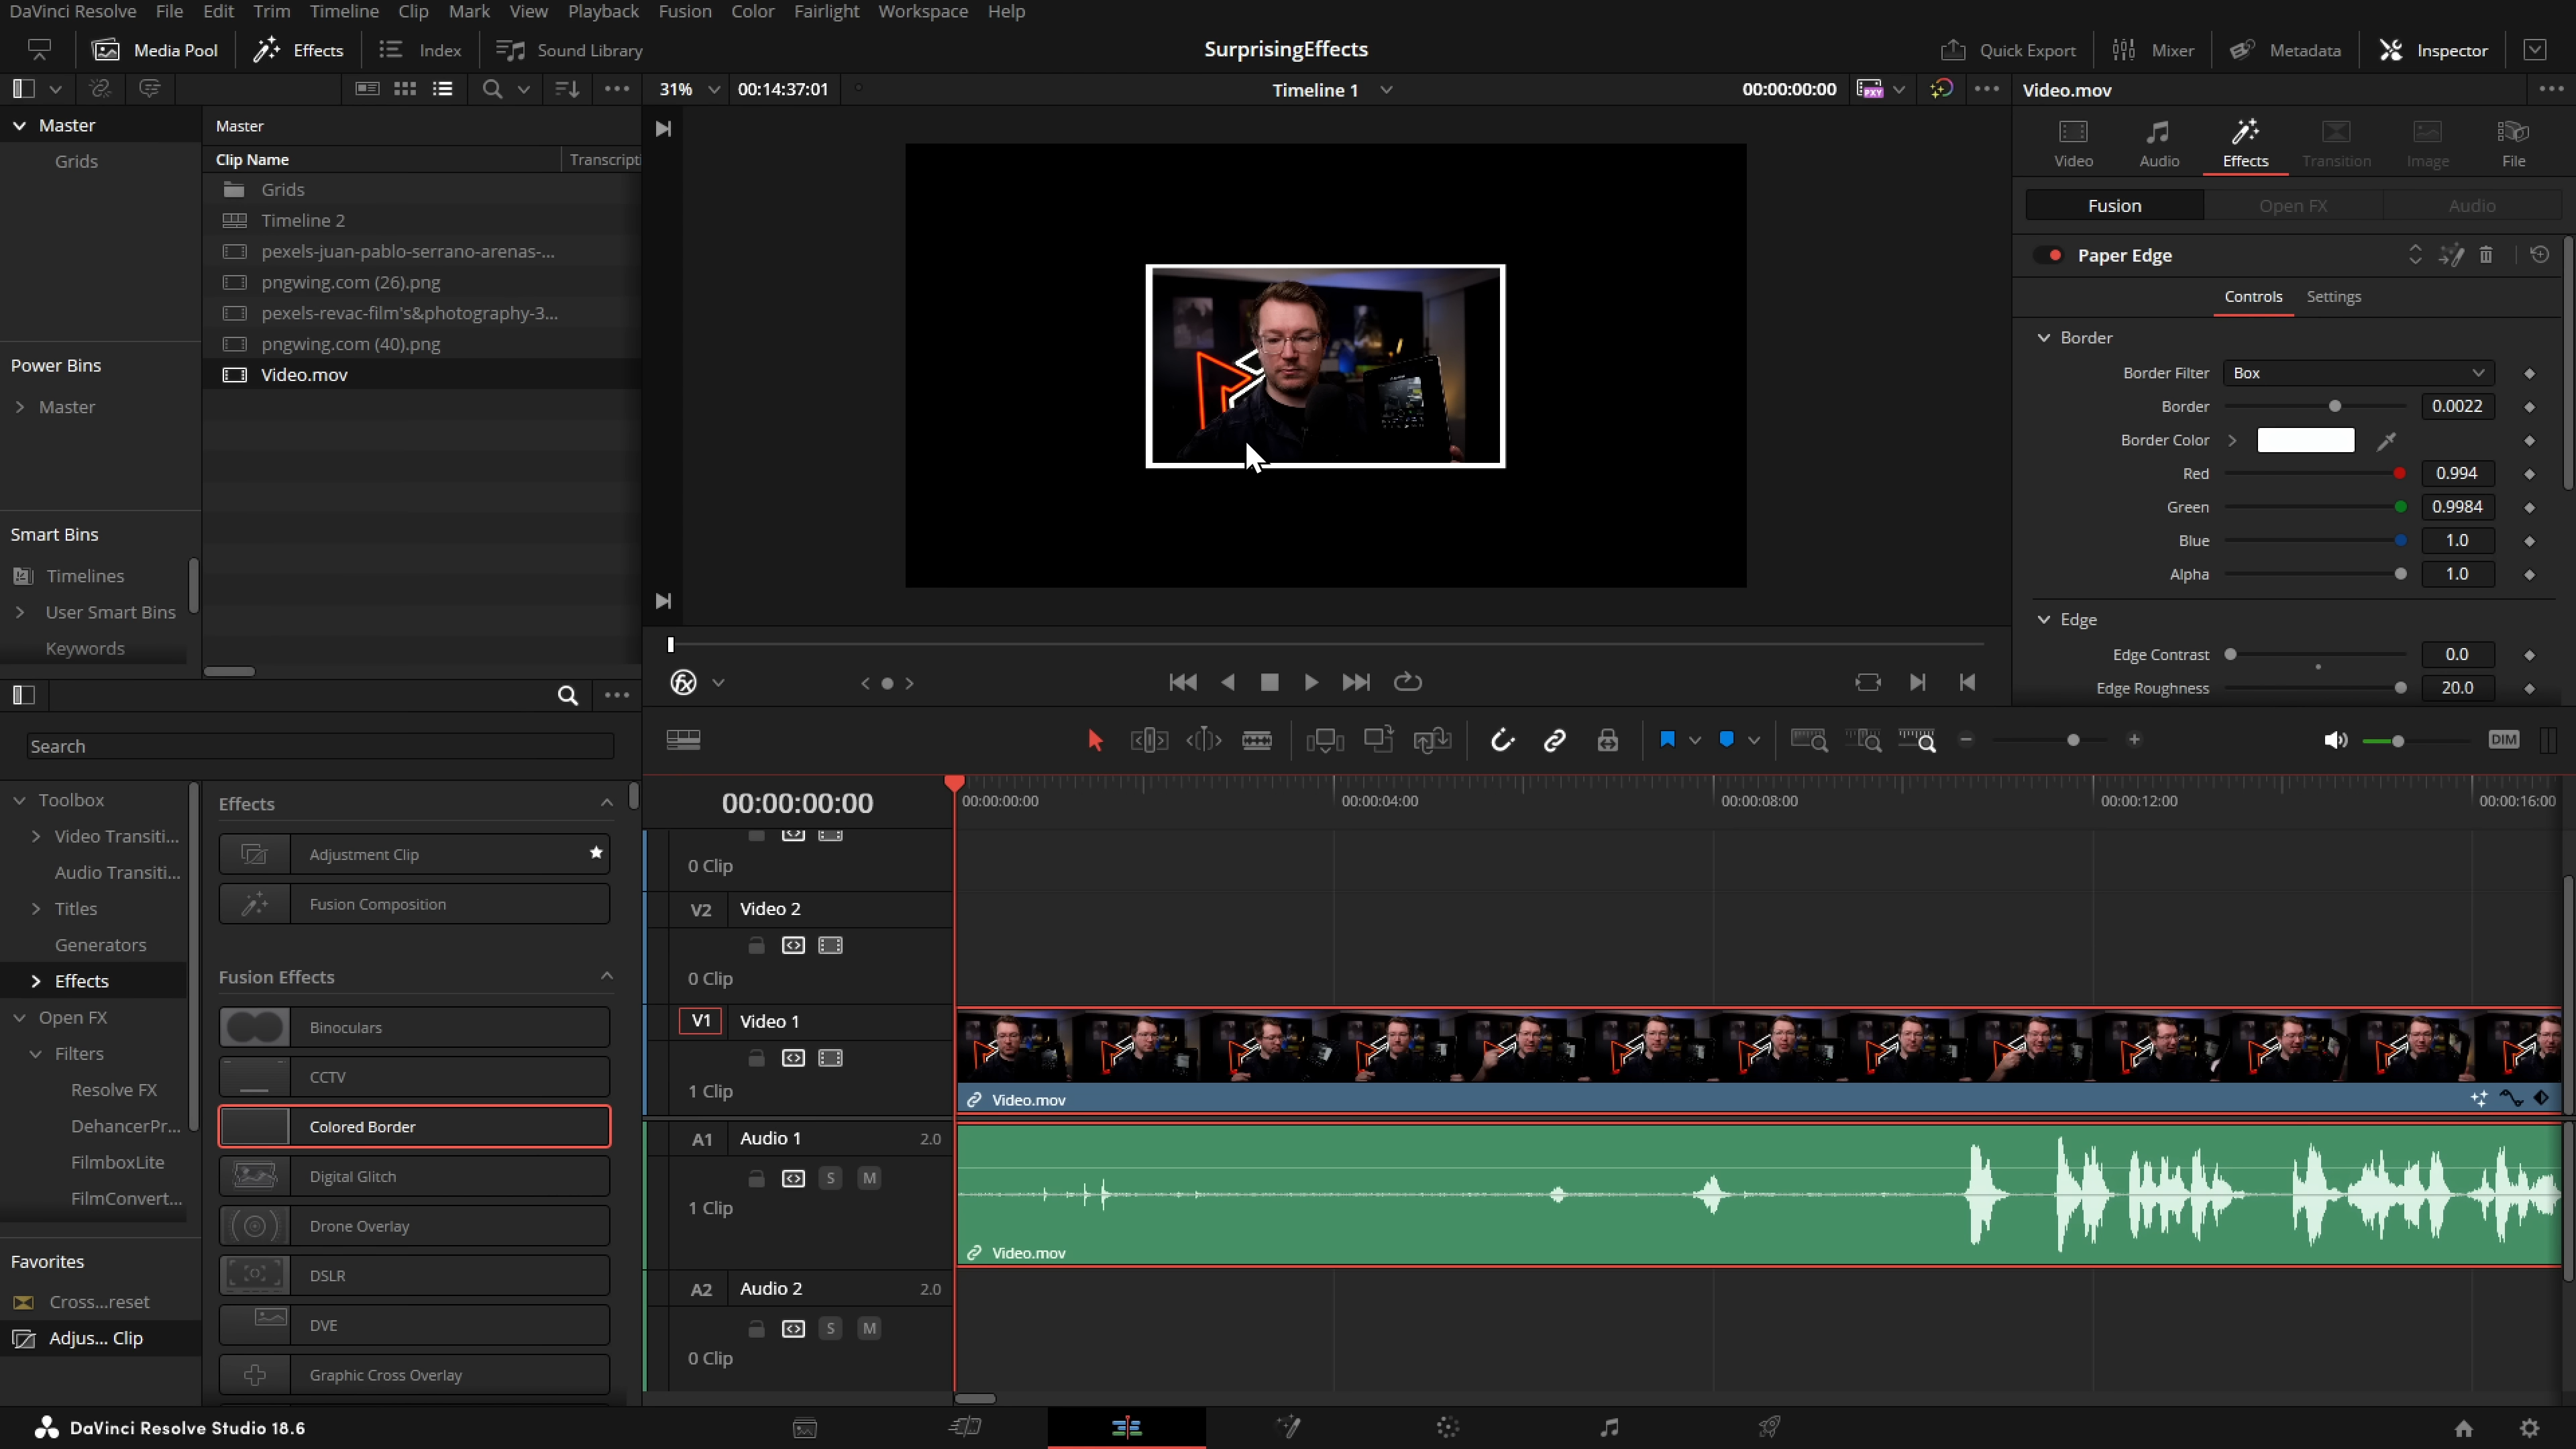 DaVinci Resolve File Edit Trim Timeline Clip Mark View Playback Fusion Color Fairlight Workspace Help
Media Pool Effects Index Sound Library
SurprisingEffects
Quick Export Mixer Metadata Inspector
31% 00:14:37:01 Timeline 1 00:00:00:00 PXY Video.mov
Master
Grids
Master
Clip Name Transcripti
Grids
Timeline 2
pexels-juan-pablo-serrano-arenas-...
pngwing.com (26).png
pexels-revac-film's&photography-3...
pngwing.com (40).png
Video.mov
Power Bins
Master
Smart Bins
Timelines
User Smart Bins
Keywords
Video Audio Effects Transition Image File
Fusion Open FX Audio
Paper Edge
Controls Settings
Border
Border Filter Box
Border 0.0022
Border Color
Red 0.994
Green 0.9984
Blue 1.0
Alpha 1.0
Edge
Edge Contrast 0.0
Edge Roughness 20.0
fx
DIM
Search
Toolbox
Video Transiti...
Audio Transiti...
Titles
Generators
Effects
Open FX
Filters
Resolve FX
DehancerPr...
FilmboxLite
FilmConvert...
Favorites
Cross...reset
Adjus... Clip
Effects
Adjustment Clip
Fusion Composition
Fusion Effects
Binoculars
CCTV
Colored Border
Digital Glitch
Drone Overlay
DSLR
DVE
Graphic Cross Overlay
00:00:00:00
00:00:00:00 00:00:04:00 00:00:08:00 00:00:12:00 00:00:16:00
0 Clip
V2 Video 2
0 Clip
V1 Video 1
1 Clip
Video.mov
A1 Audio 1 2.0
S M
1 Clip
Video.mov
A2 Audio 2 2.0
S M
0 Clip
DaVinci Resolve Studio 18.6